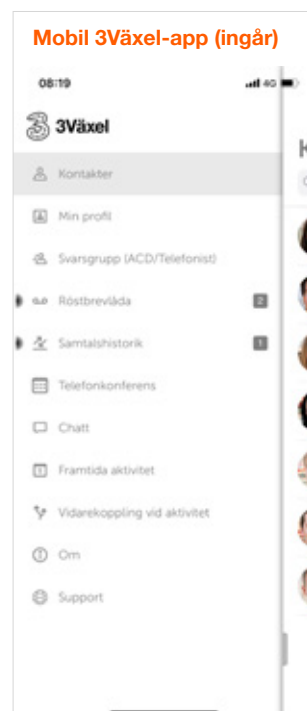 Mobil 3Växel-app (ingår)
08:19
4G
3Växel
Kontakter
Min profil
Svarsgrupp (ACD/Telefonist)
Röstbrevlåda 2
Samtalshistorik 1
Telefonkonferens
Chatt
Framtida aktivitet
Vidarekoppling vid aktivitet
Om
Support